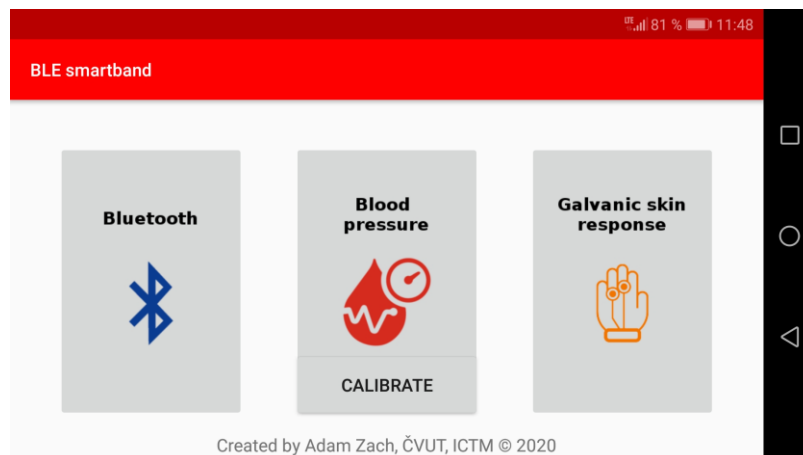 LTE 81 % 11:48
BLE smartband
Bluetooth
Blood
pressure
CALIBRATE
Galvanic skin
response
Created by Adam Zach, ČVUT, ICTM © 2020